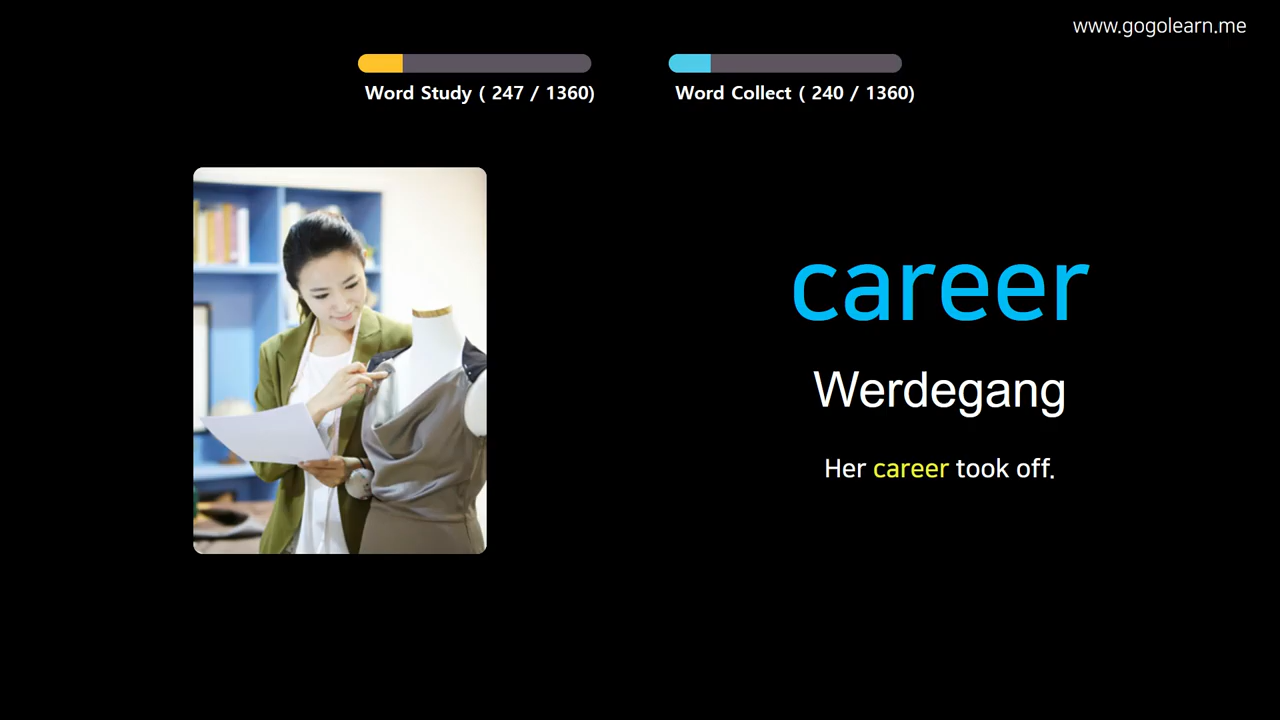 www.gogolearn.me
Word Study ( 247 / 1360)
Word Collect ( 240 / 1360)
career
Werdegang
Her career took off.